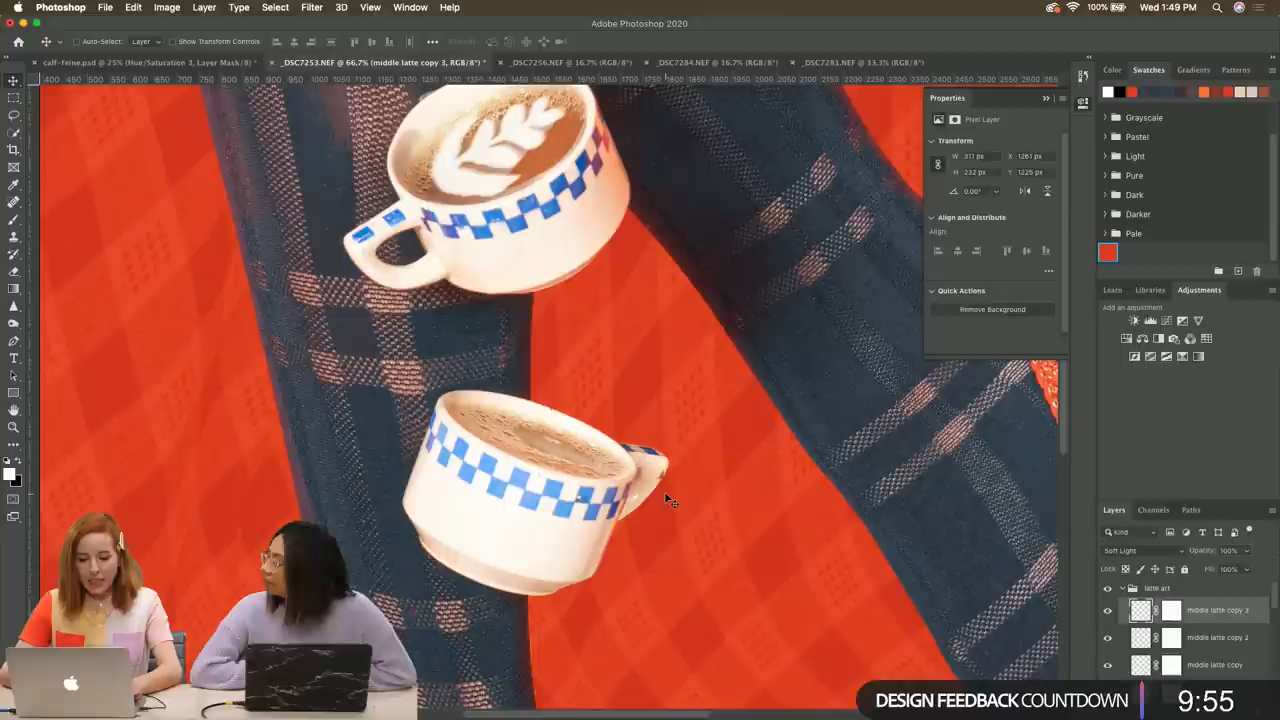 Photoshop File Edit Image Layer Type Select Filter 3D View Window Help 100% Wed 1:49 PM
Adobe Photoshop 2020
Auto-Select: Layer Show Transform Controls
calf-feine.psd @ 25% (Hue/Saturation 3, Layer Mask/8) * _DSC7253.NEF @ 66.7% (middle latte copy 3, RGB/8*) * _DSC7256.NEF @ 16.7% (RGB/8*) _DSC7284.NEF @ 16.7% (RGB/8*) _DSC7281.NEF @ 33.3% (RGB/8*)
Color Swatches Gradients Patterns
Properties
Pixel Layer
Transform
W 311 px X 1261 px
H 232 px Y 1226 px
0.00°
Align and Distribute
Align:
Quick Actions
Remove Background
Grayscale
Pastel
Light
Pure
Dark
Darker
Pale
Learn Libraries Adjustments
Add an adjustment
Layers Channels Paths
Kind
Soft Light Opacity: 100%
Lock: Fill: 100%
latte art
middle latte copy 3
middle latte copy 2
middle latte copy
DESIGN FEEDBACK COUNTDOWN 9:55